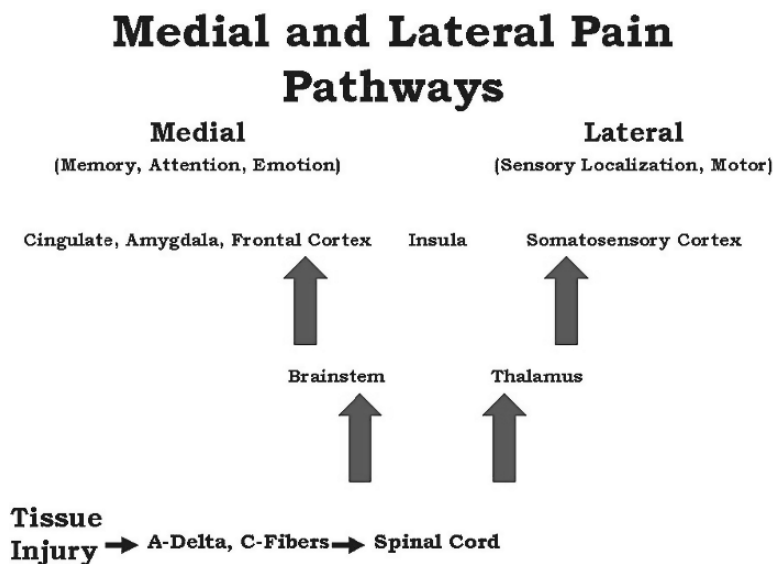 Medial and Lateral Pain
Pathways
Medial
Lateral
(Memory, Attention, Emotion)
(Sensory Localization, Motor)
Cingulate, Amygdala, Frontal Cortex
Insula
Somatosensory Cortex
Brainstem
Thalamus
Tissue
Injury
A-Delta, C-Fibers
Spinal Cord